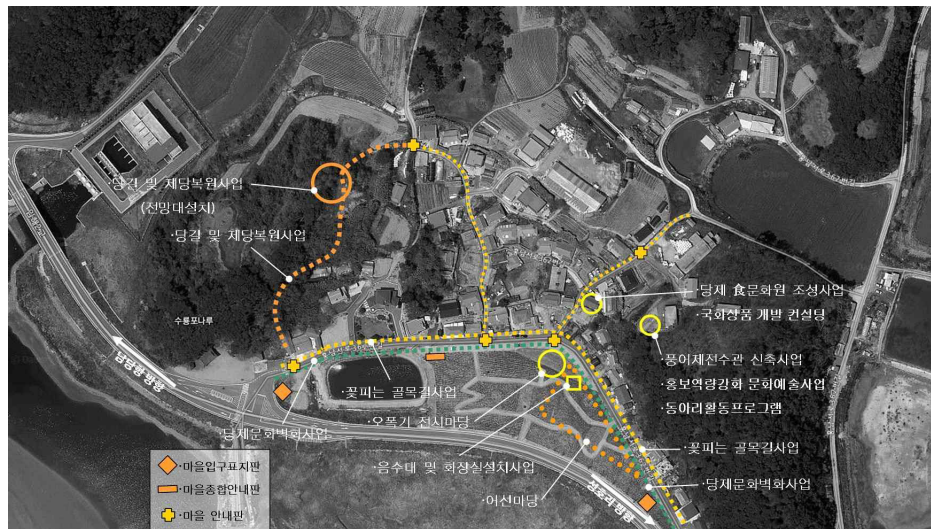 ·당길 및 제당복원사업
(전망대설치)
·당길 및 제당복원사업
수룡포나루
남당항 방향
·당제 食문화원 조성사업
·국화상품 개발 컨설팅
·풍어제전수관 신축사업
·홍보역량강화 문화예술사업
·동아리활동프로그램
·꽃피는 골목길사업
·오폭기 전시마당
·당제문화벽화사업
·음수대 및 화장실설치사업
·꽃피는 골목길사업
·어선마당
·당제문화벽화사업
성호리 방향
·마을입구표지판
·마을종합안내판
·마을 안내판